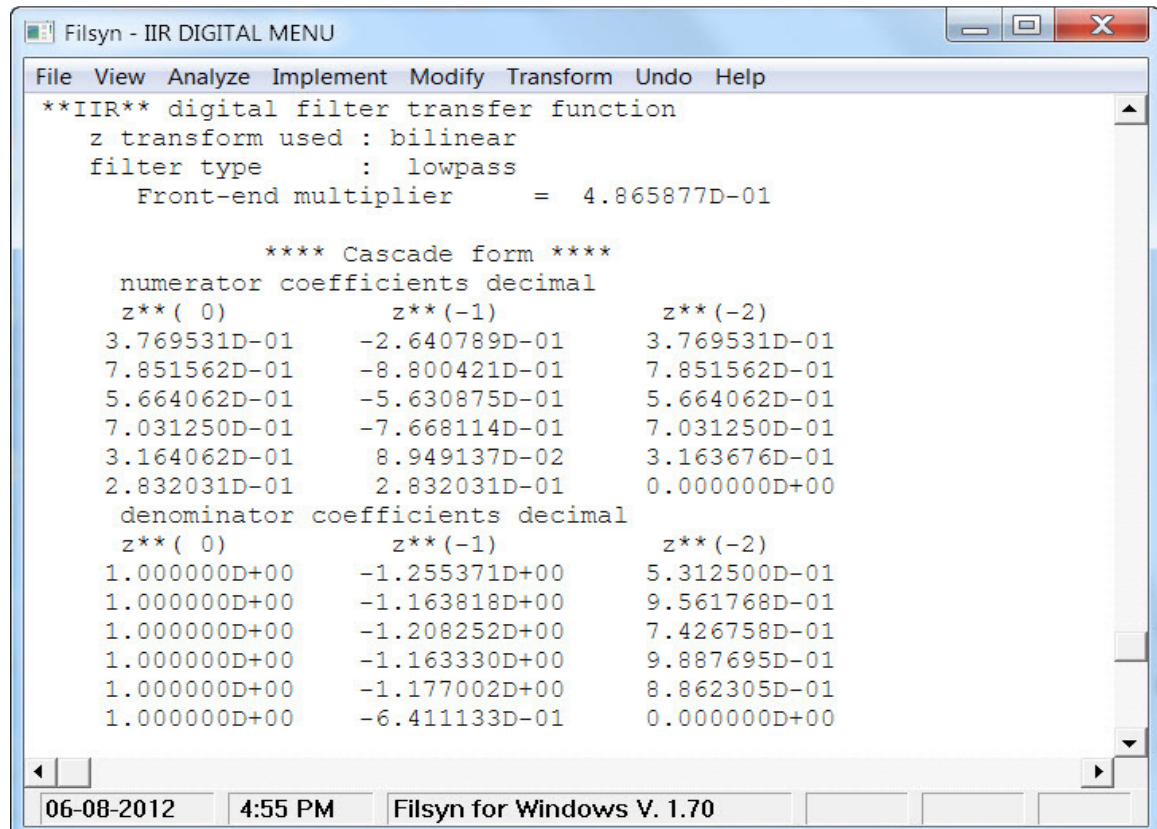 Filsyn - IIR DIGITAL MENU
File View Analyze Implement Modify Transform Undo Help
**IIR** digital filter transfer function
z transform used : bilinear
filter type : lowpass
Front-end multiplier = 4.865877D-01
**** Cascade form ****
numerator coefficients decimal
z**( 0) z**(-1) z**(-2)
3.769531D-01 -2.640789D-01 3.769531D-01
7.851562D-01 -8.800421D-01 7.851562D-01
5.664062D-01 -5.630875D-01 5.664062D-01
7.031250D-01 -7.668114D-01 7.031250D-01
3.164062D-01 8.949137D-02 3.163676D-01
2.832031D-01 2.832031D-01 0.000000D+00
denominator coefficients decimal
z**( 0) z**(-1) z**(-2)
1.000000D+00 -1.255371D+00 5.312500D-01
1.000000D+00 -1.163818D+00 9.561768D-01
1.000000D+00 -1.208252D+00 7.426758D-01
1.000000D+00 -1.163330D+00 9.887695D-01
1.000000D+00 -1.177002D+00 8.862305D-01
1.000000D+00 -6.411133D-01 0.000000D+00
06-08-2012 4:55 PM Filsyn for Windows V. 1.70